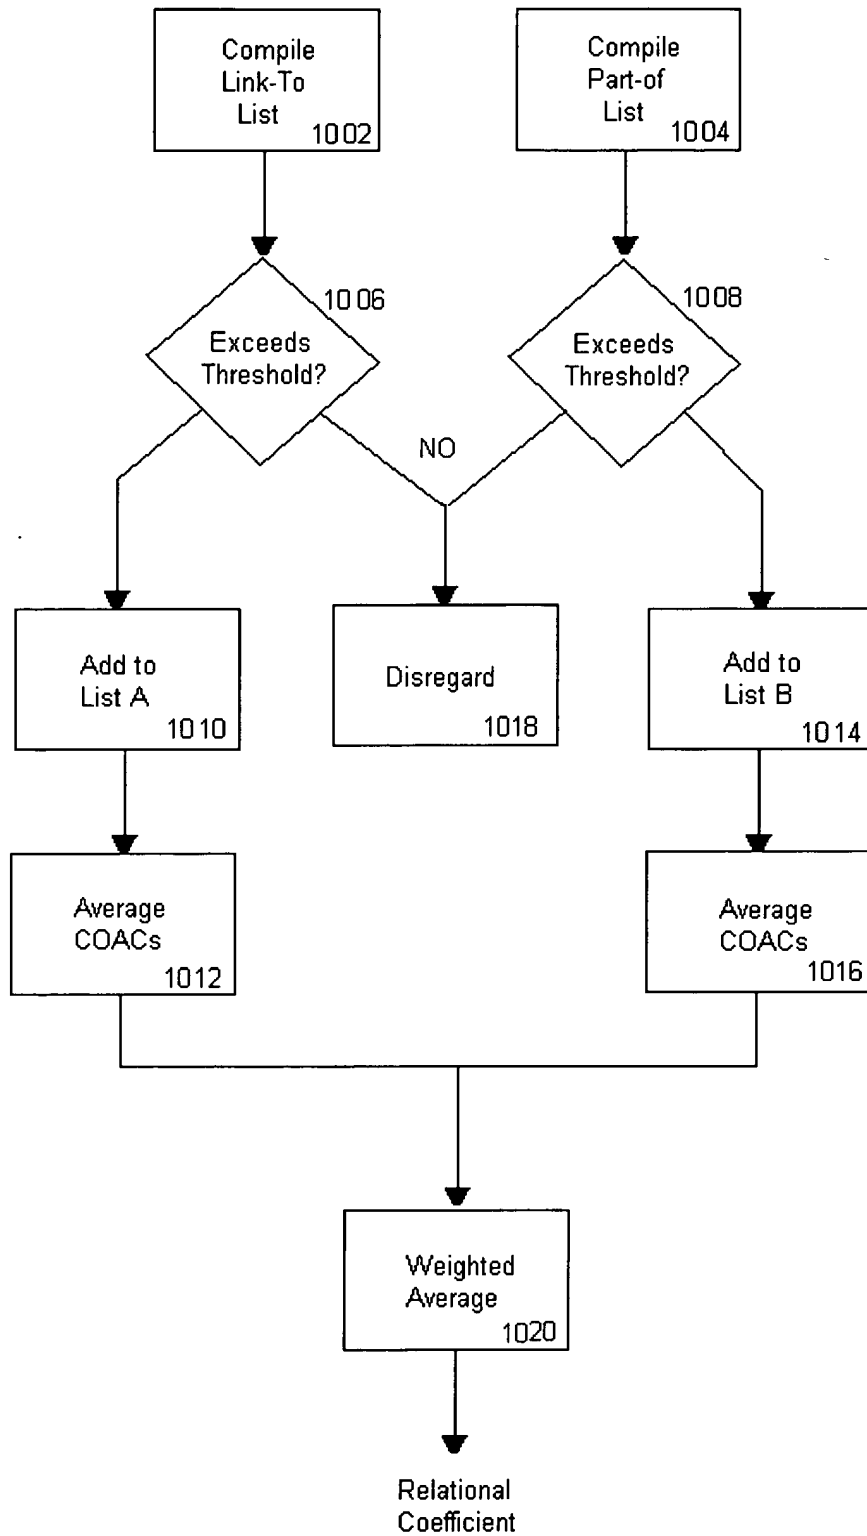 Compile
Link-To
List
1002
Compile
Part-of
List
1004
1006
Exceeds
Threshold?
1008
Exceeds
Threshold?
NO
Add to
List A
1010
Disregard
1018
Add to
List B
1014
Average
COACs
1012
Average
COACs
1016
Weighted
Average
1020
Relational
Coefficient